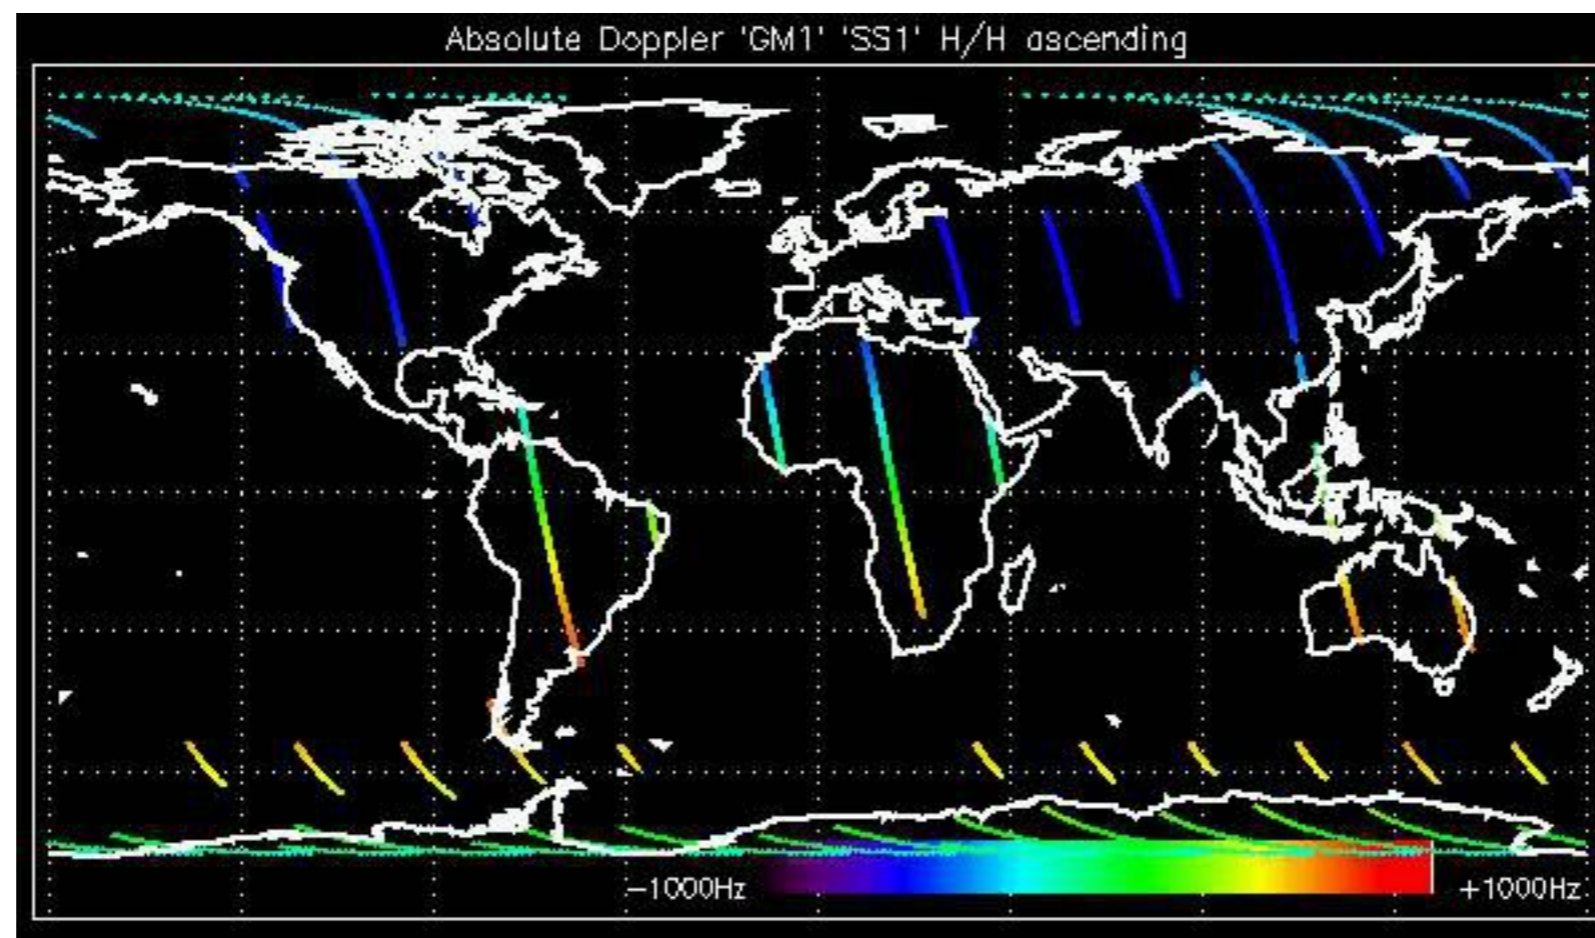 Absolute Doppler 'GM1' 'SS1' H/H ascending
-1000Hz
+1000Hz